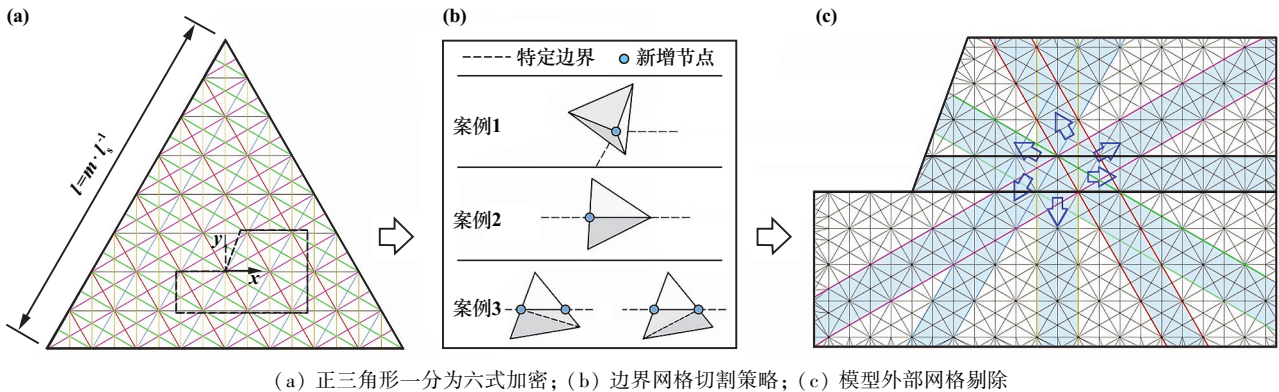 (a)
(b)
(c)
l=m·lₛ⁻¹
y
x
特定边界 新增节点
案例1
案例2
案例3
(a) 正三角形一分为六式加密; (b) 边界网格切割策略; (c) 模型外部网格剔除